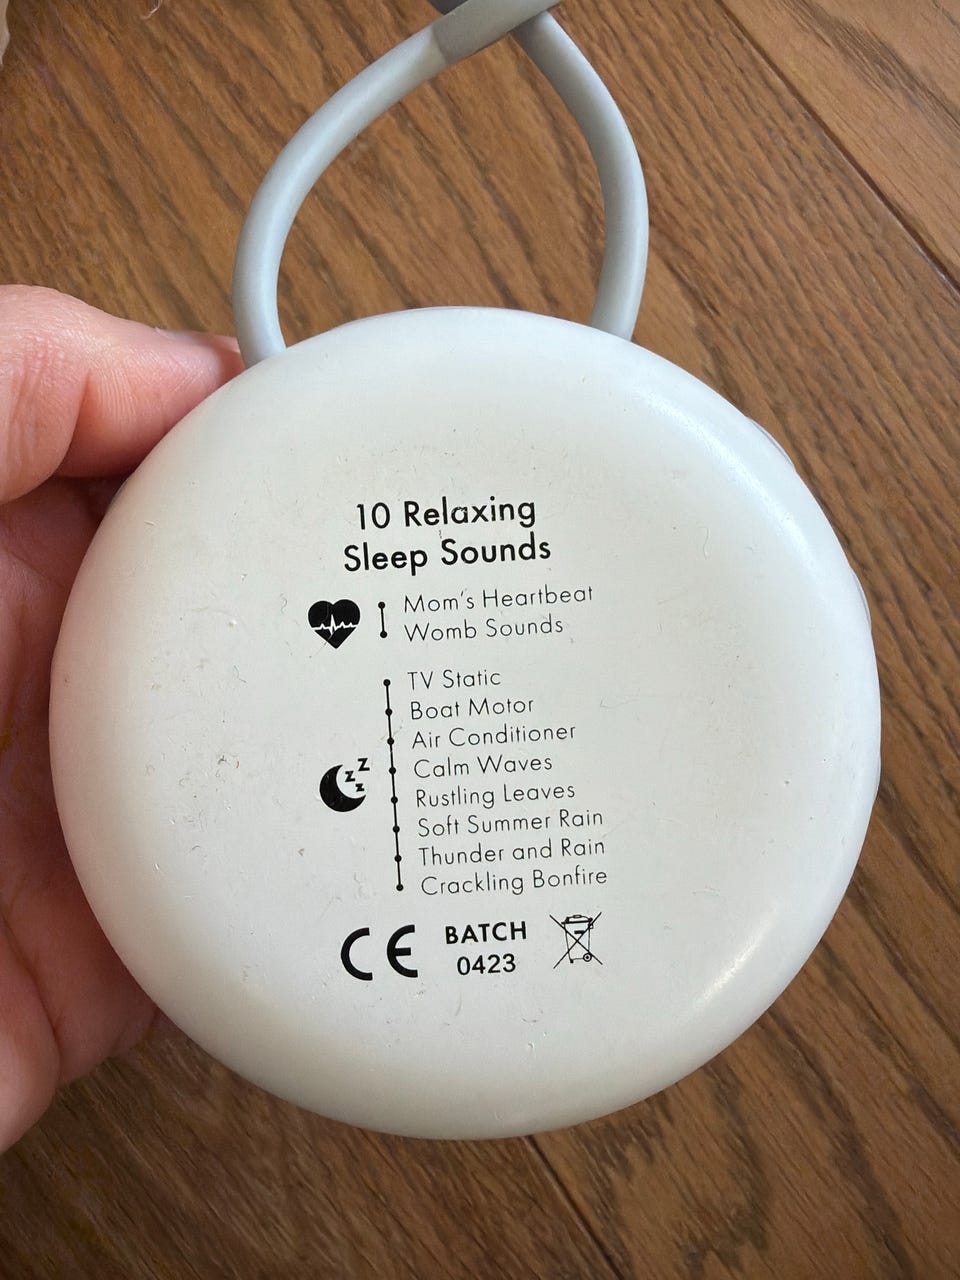 10 Relaxing
Sleep Sounds
Mom's Heartbeat
Womb Sounds
TV Static
Boat Motor
Air Conditioner
Calm Waves
Rustling Leaves
Soft Summer Rain
Thunder and Rain
Crackling Bonfire
z z z
CE BATCH
0423